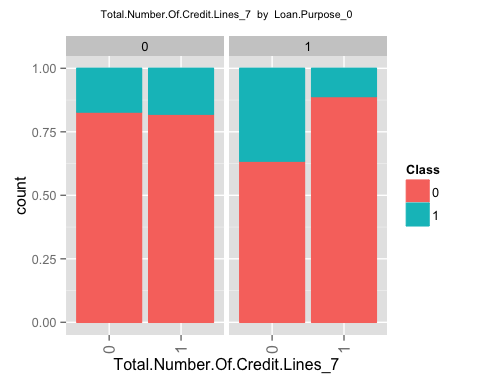 Total.Number.Of.Credit.Lines_7 by Loan.Purpose_0
0 1
1.00
0.75
0.50
0.25
0.00
count
0 1 0 1
Total.Number.Of.Credit.Lines_7
Class
0
1